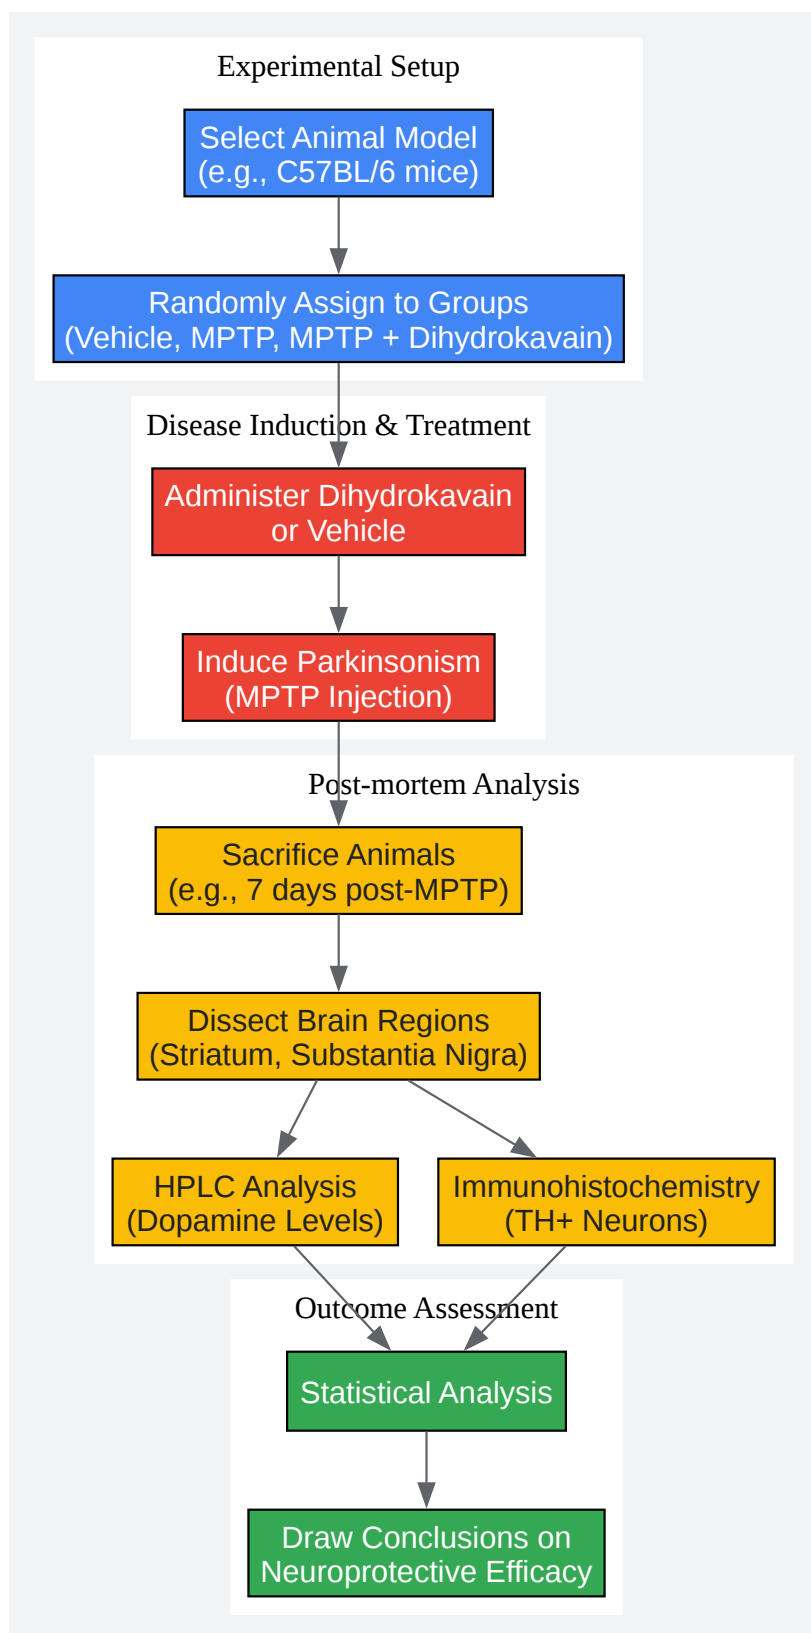 Experimental Setup
Select Animal Model
(e.g., C57BL/6 mice)
Randomly Assign to Groups
(Vehicle, MPTP, MPTP + Dihydrokavain)
Disease Induction & Treatment
Administer Dihydrokavain
or Vehicle
Induce Parkinsonism
(MPTP Injection)
Post-mortem Analysis
Sacrifice Animals
(e.g., 7 days post-MPTP)
Dissect Brain Regions
(Striatum, Substantia Nigra)
HPLC Analysis
(Dopamine Levels)
Immunohistochemistry
(TH+ Neurons)
Outcome Assessment
Statistical Analysis
Draw Conclusions on
Neuroprotective Efficacy